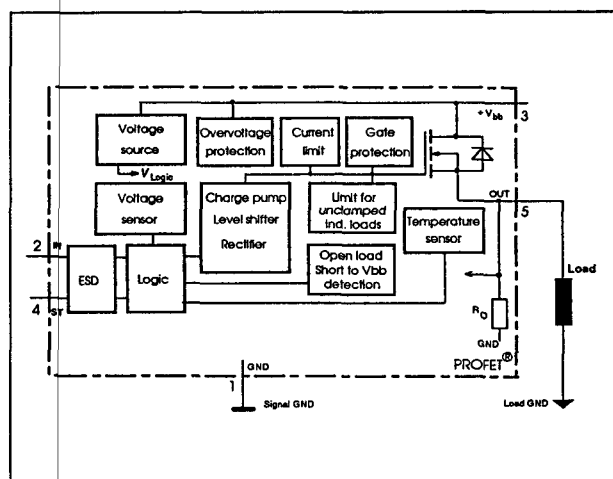 + Vbb
3
Voltage
source
Overvoltage
protection
Current
limit
Gate
protection
VLogic
Voltage
sensor
Charge pump
Level shifter
Rectifier
Limit for
unclamped
ind. loads
Temperature
sensor
OUT
5
2
IN
ESD
Logic
Open load
Short to Vbb
detection
Load
4
ST
RO
GND
PROFET®
GND
1
Signal GND
Load GND